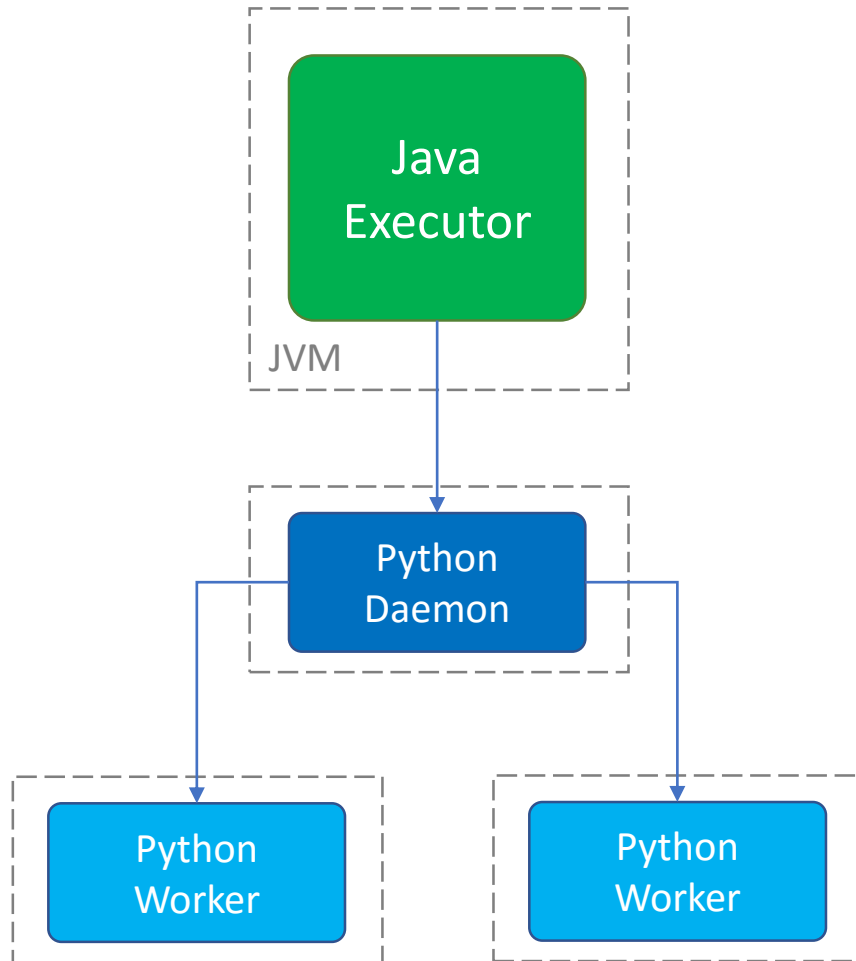 Java
Executor
JVM
Python
Daemon
Python
Worker
Python
Worker